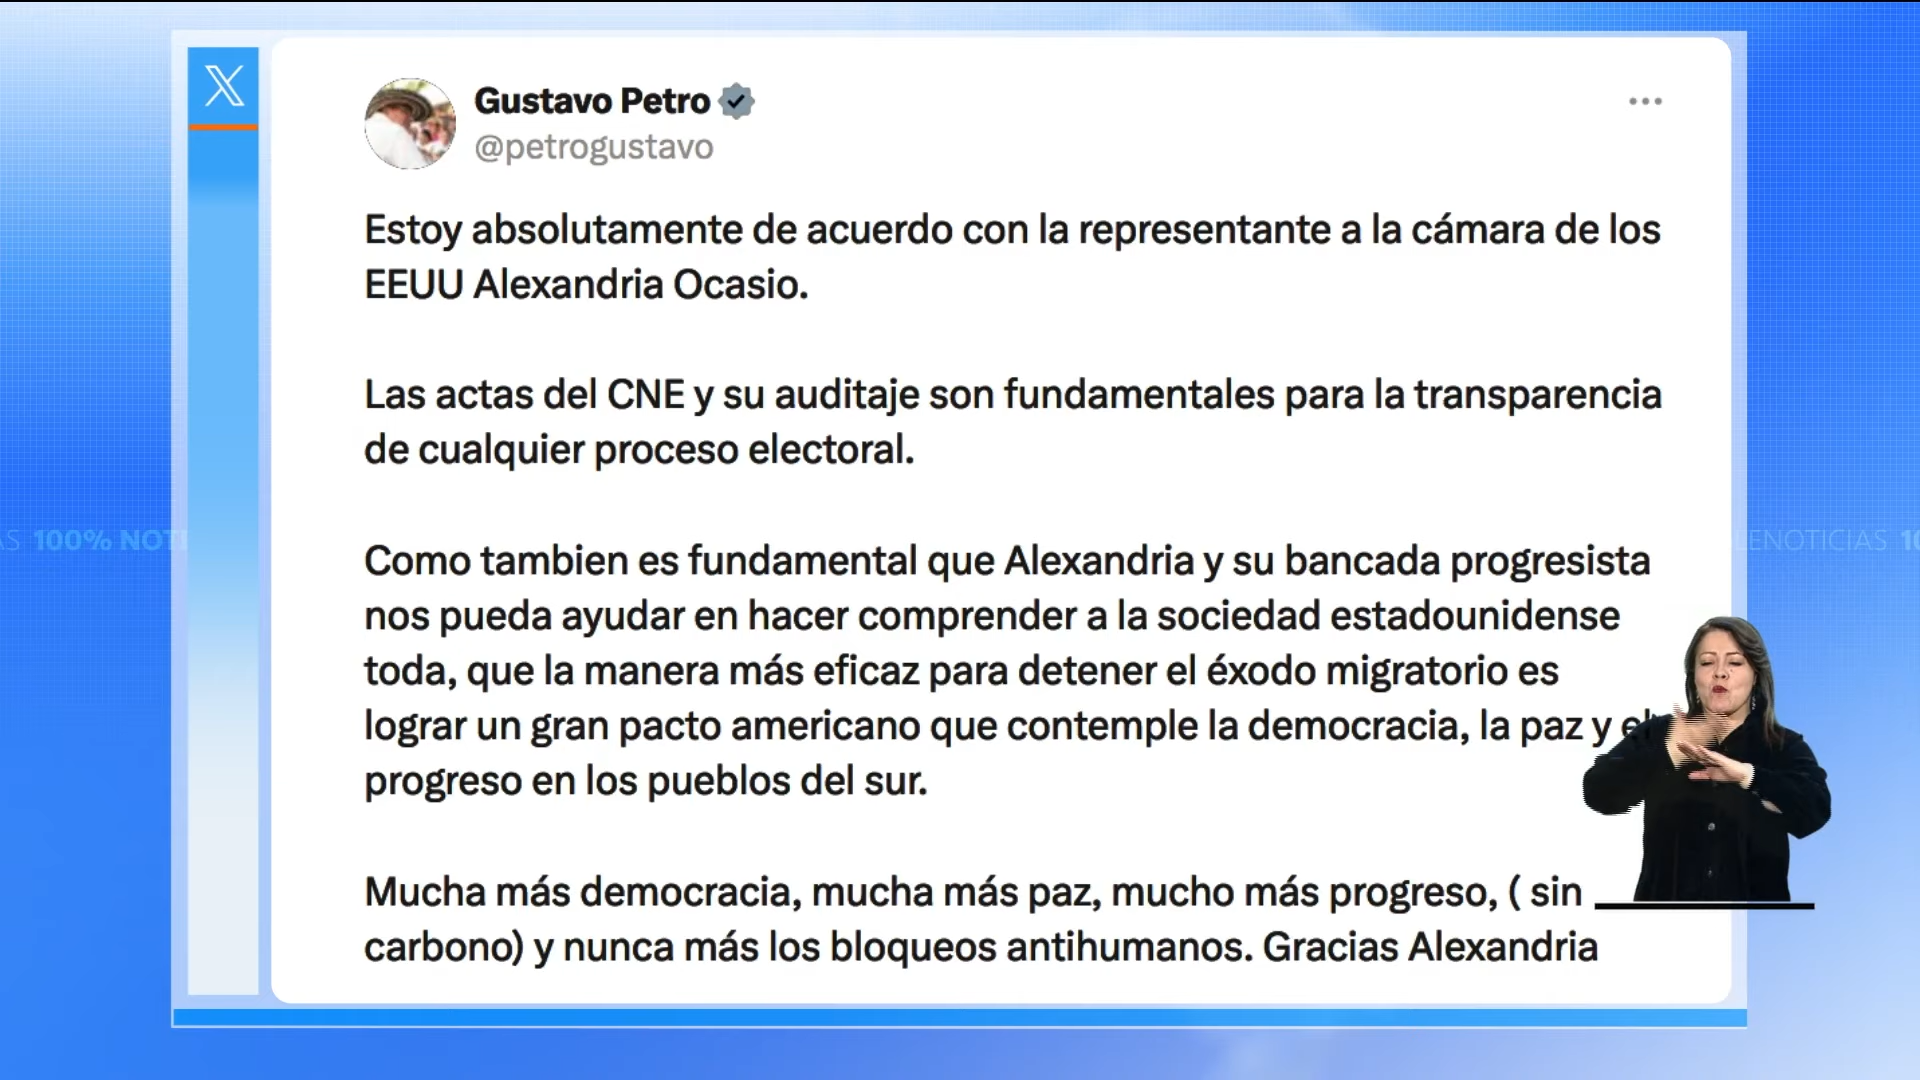 Gustavo Petro
@petrogustavo
Estoy absolutamente de acuerdo con la representante a la cámara de los
EEUU Alexandria Ocasio.
Las actas del CNE y su auditaje son fundamentales para la transparencia
de cualquier proceso electoral.
Como tambien es fundamental que Alexandria y su bancada progresista
nos pueda ayudar en hacer comprender a la sociedad estadounidense
toda, que la manera más eficaz para detener el éxodo migratorio es
lograr un gran pacto americano que contemple la democracia, la paz y el
progreso en los pueblos del sur.
Mucha más democracia, mucha más paz, mucho más progreso, ( sin
carbono) y nunca más los bloqueos antihumanos. Gracias Alexandria
100%